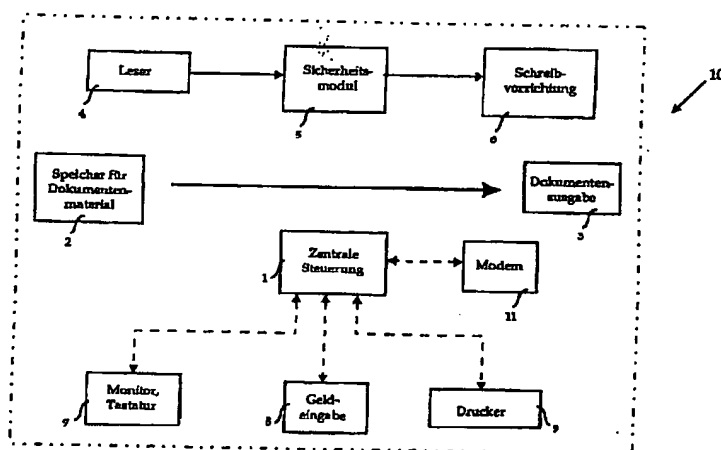 10
Leser
4
Sicherheits-
modul
5
Schreib-
vorrichtung
6
Speicher für
Dokumenten-
material
2
Dokumenten-
ausgabe
3
Zentrale
Steuerung
1
Modem
11
Monitor,
Tastatur
7
Geld-
eingabe
8
Drucker
9